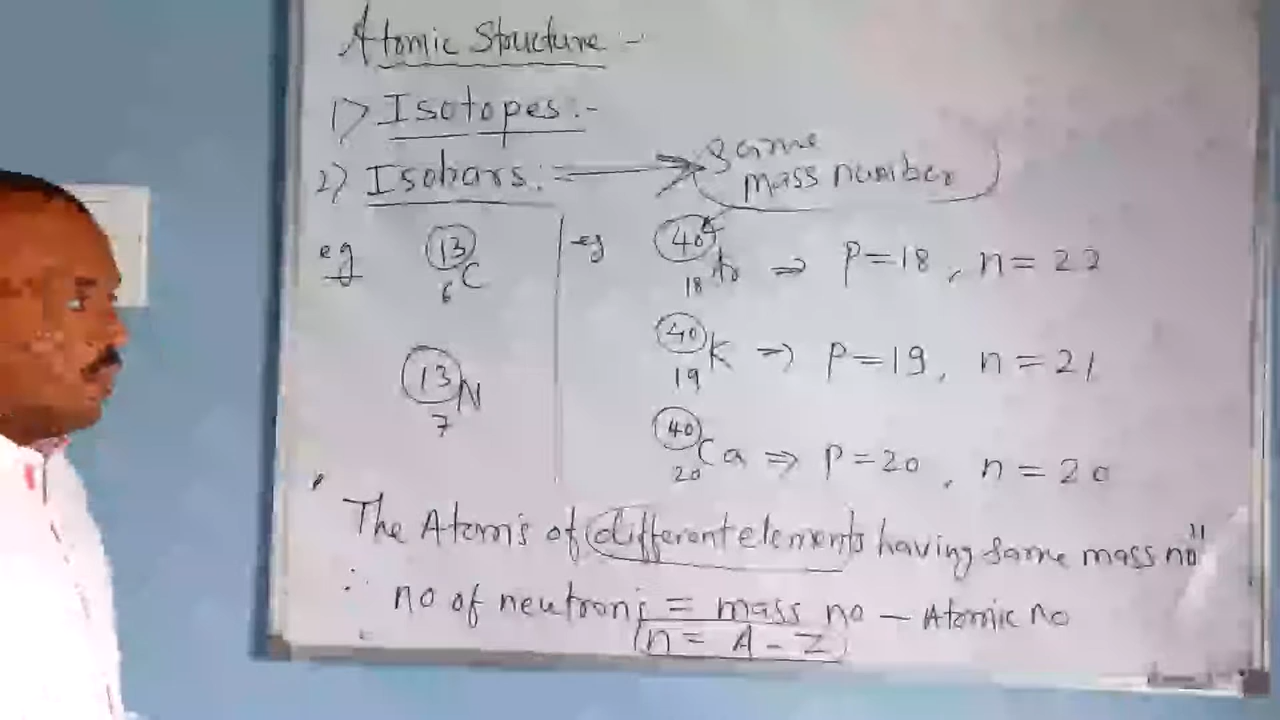 Atomic Structure :-
1) Isotopes :-
2) Isobars : ⇒ Same mass number
eg 13 6 C
13 7 N
eg 40 18 Ar ⇒ P=18, n=22
40 19 K → P=19, n=21
40 20 Ca ⇒ P=20, n=20
" The Atoms of different elements having same mass no"
∴ no of neutrons = mass no – Atomic no
n = A – Z